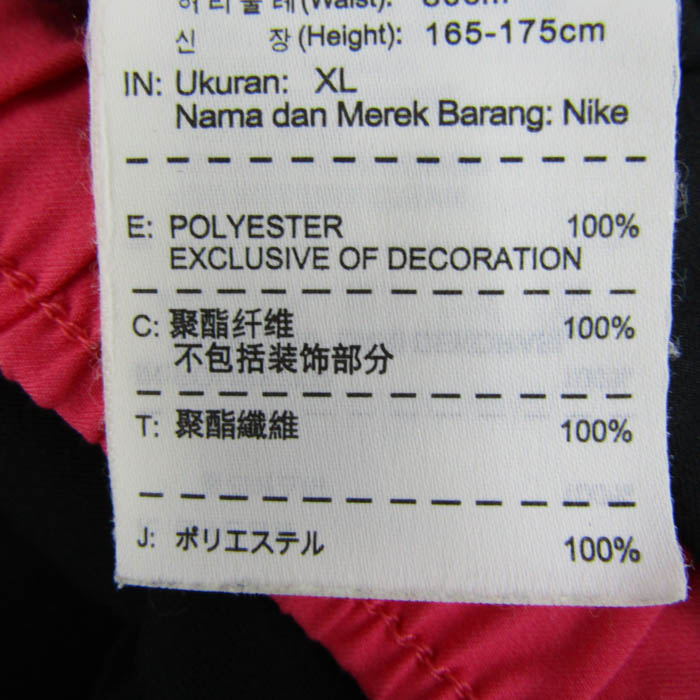 신 장 (Height): 165-175cm
IN: Ukuran: XL
Nama dan Merek Barang: Nike
E: POLYESTER 100%
EXCLUSIVE OF DECORATION
C: 聚酯纤维 100%
不包括装饰部分
T: 聚酯纖維 100%
J: ポリエステル 100%